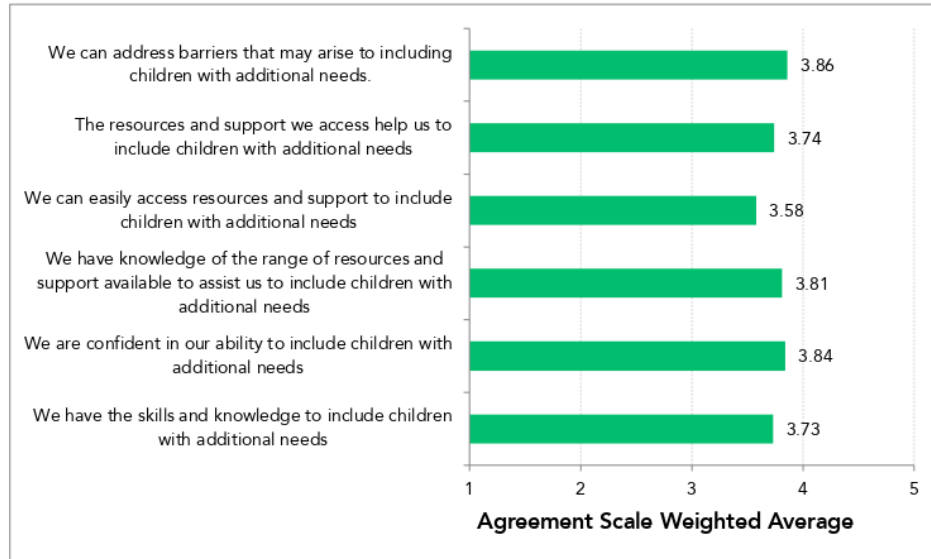 We can address barriers that may arise to including
children with additional needs.
3.86
The resources and support we access help us to
include children with additional needs
3.74
We can easily access resources and support to include
children with additional needs
3.58
We have knowledge of the range of resources and
support available to assist us to include children with
additional needs
3.81
We are confident in our ability to include children with
additional needs
3.84
We have the skills and knowledge to include children
with additional needs
3.73
1 2 3 4 5
Agreement Scale Weighted Average